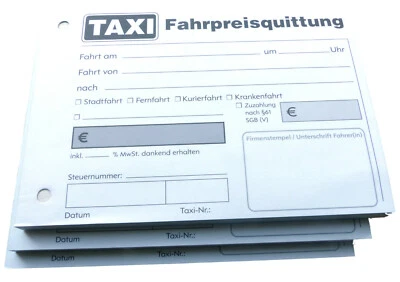 TAXI Fahrpreisquittung
Fahrt am um Uhr
Fahrt von
nach
Stadtfahrt Fernfahrt Kurierfahrt Krankenfahrt
Zuzahlung
nach §61
SGB (V)
€ €
inkl. % MwSt. dankend erhalten
Firmenstempel / Unterschrift Fahrer(in)
Steuernummer:
Datum Taxi-Nr.:
Datum Taxi-Nr.:
Datum Taxi-Nr.: